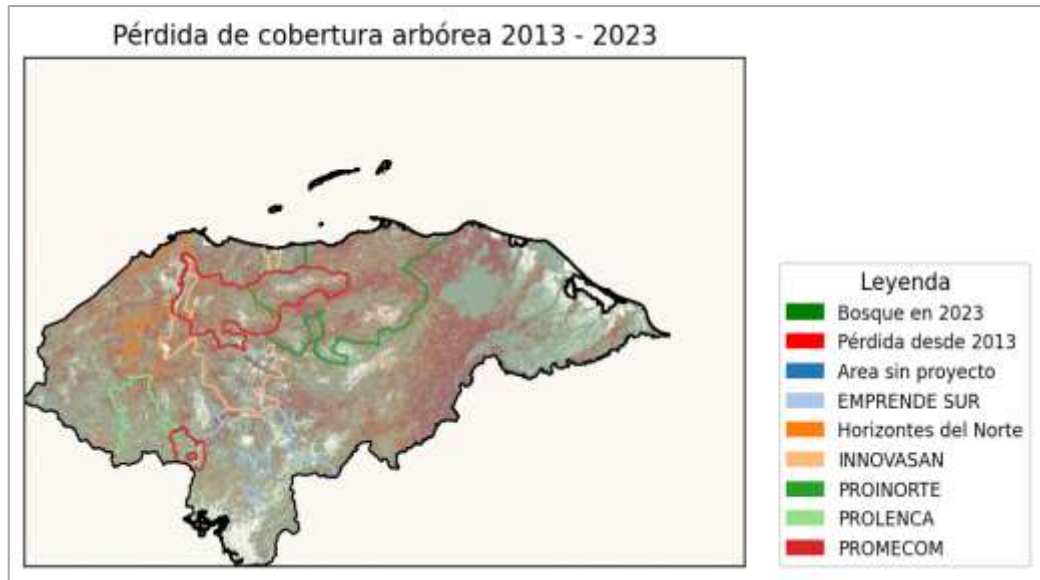 Pérdida de cobertura arbórea 2013 - 2023
Leyenda
Bosque en 2023
Pérdida desde 2013
Area sin proyecto
EMPRENDE SUR
Horizontes del Norte
INNOVASAN
PROINORTE
PROLENCA
PROMECOM